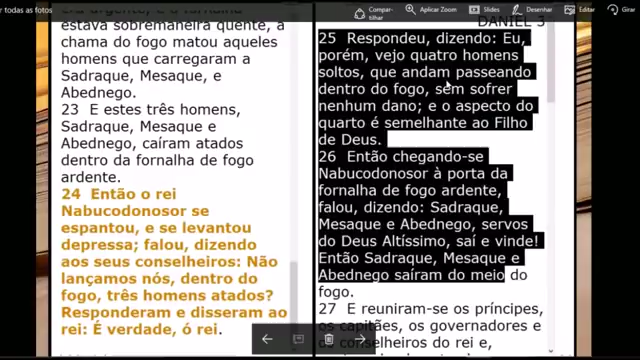 r todas as fotos
Compar-
tilhar
Aplicar Zoom
Slides
Desenhar
Editar
Girar
estava sobremaneira quente, a
chama do fogo matou aqueles
homens que carregaram a
Sadraque, Mesaque, e
Abednego.
23 E estes três homens,
Sadraque, Mesaque e
Abednego, caíram atados
dentro da fornalha de fogo
ardente.
24 Então o rei
Nabucodonosor se
espantou, e se levantou
depressa; falou, dizendo
aos seus conselheiros: Não
lançamos nós, dentro do
fogo, três homens atados?
Responderam e disseram ao
rei: É verdade, ó rei.
DANIEL 3
25 Respondeu, dizendo: Eu,
porém, vejo quatro homens
soltos, que andam passeando
dentro do fogo, sem sofrer
nenhum dano; e o aspecto do
quarto é semelhante ao Filho
de Deus.
26 Então chegando-se
Nabucodonosor à porta da
fornalha de fogo ardente,
falou, dizendo: Sadraque,
Mesaque e Abednego, servos
do Deus Altíssimo, saí e vinde!
Então Sadraque, Mesaque e
Abednego saíram do meio do
fogo.
27 E reuniram-se os príncipes,
os capitães, os governadores e
os conselheiros do rei e,